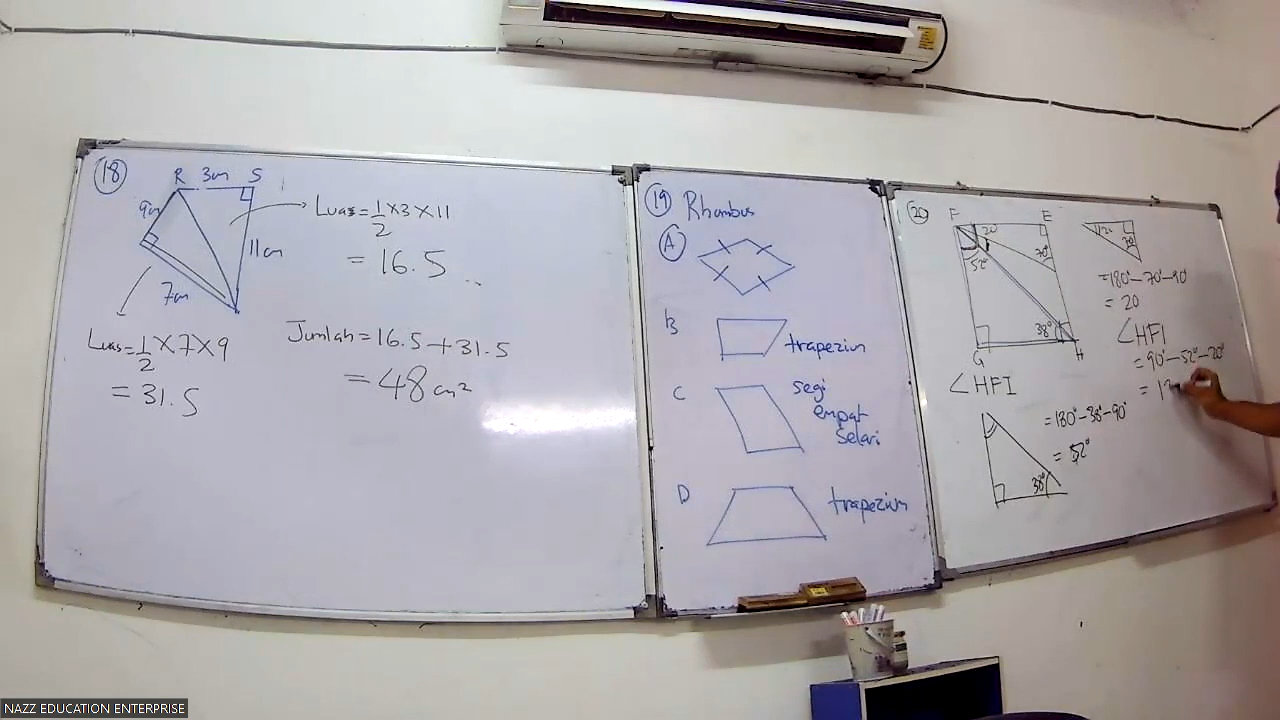 18
R 3cm S
9cm
11cm
7cm
Luas = 1/2 × 3 × 11
= 16.5
Luas = 1/2 × 7 × 9
= 31.5
Jumlah = 16.5 + 31.5
= 48 cm²
19 Rhombus
A
B
trapezium
C
segi
empat
selari
D
trapezium
20
F E
20
70°
52°
38°
G H
70°
= 180° - 70° - 90°
= 20
∠HFI
= 90° - 52° - 20°
∠HFI
= 180° - 38° - 90°
= 52°
38°
NAZZ EDUCATION ENTERPRISE